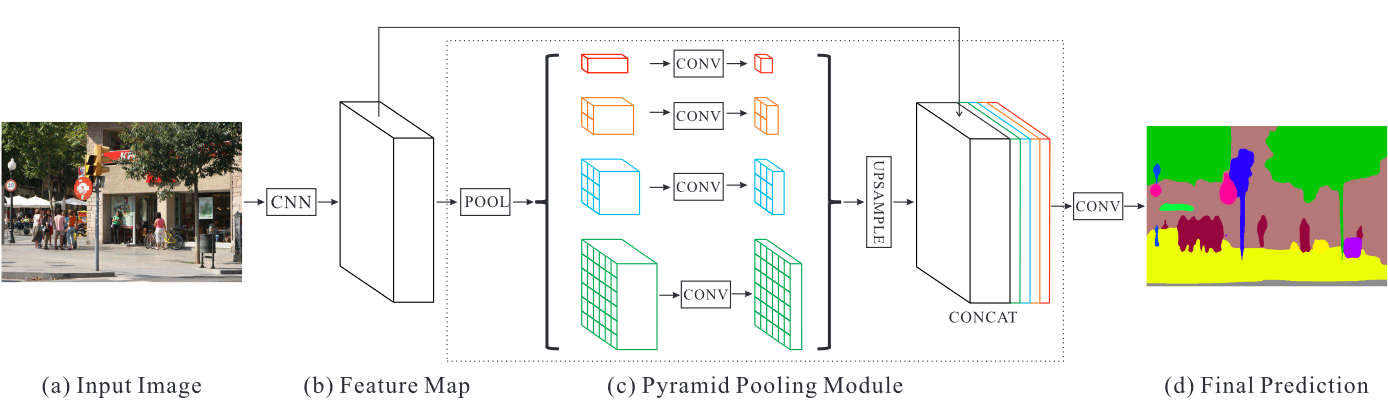 CNN
POOL
CONV
CONV
CONV
CONV
UPSAMPLE
CONCAT
CONV
(a) Input Image
(b) Feature Map
(c) Pyramid Pooling Module
(d) Final Prediction